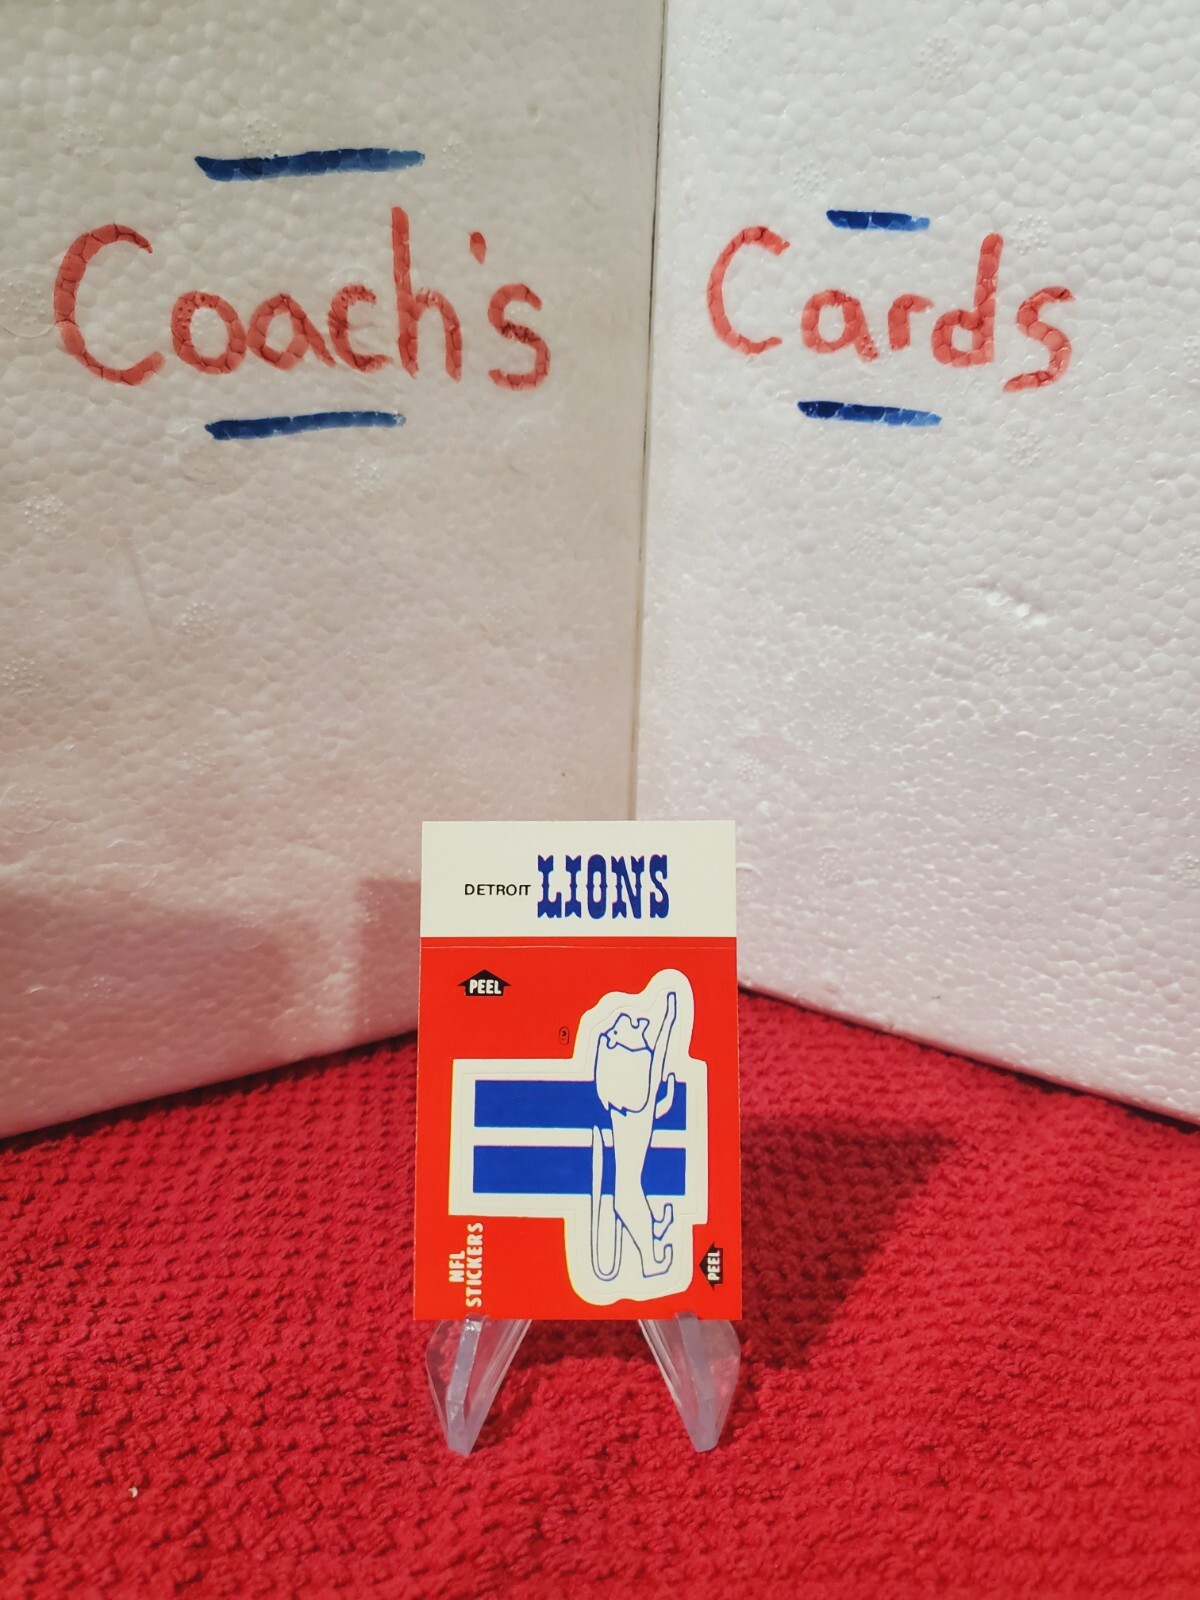 Coach's Cards
DETROIT LIONS
PEEL
NFL
STICKERS
PEEL